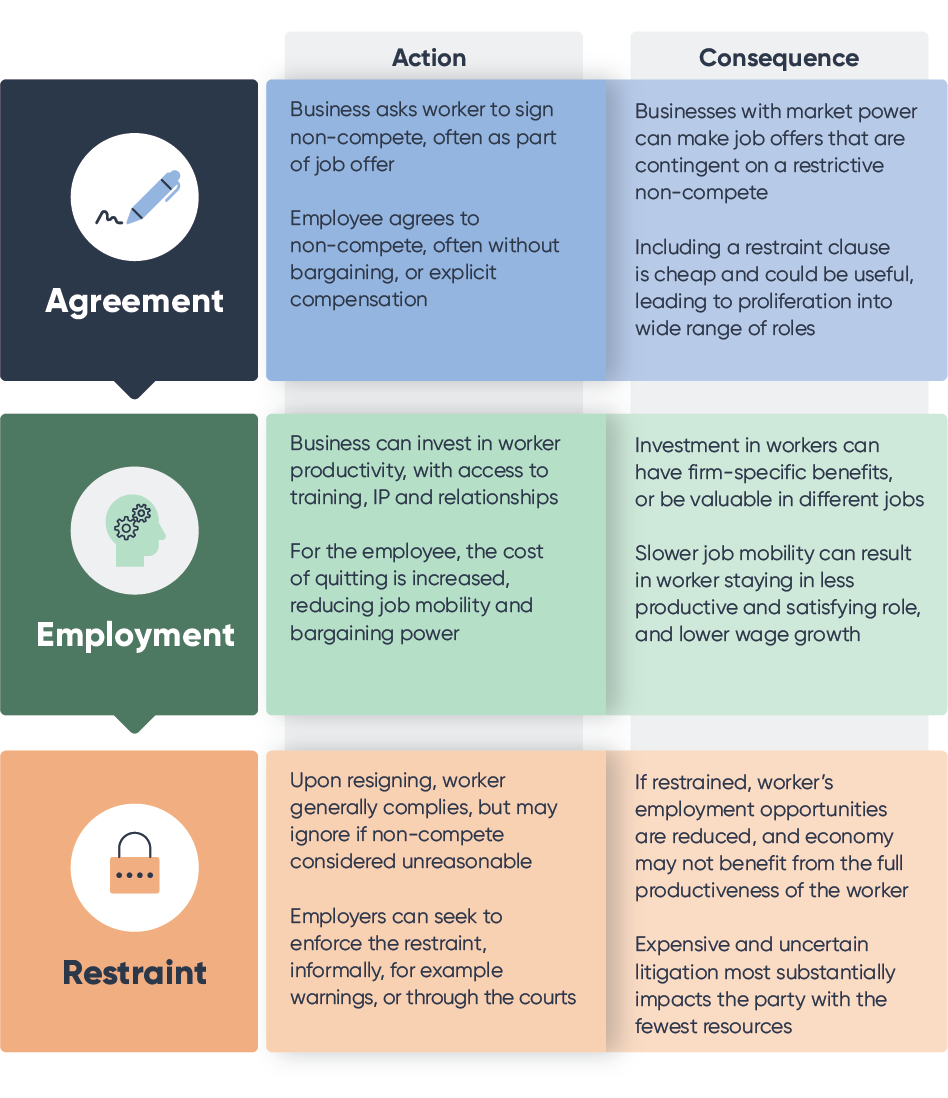 Action
Consequence
Agreement
Business asks worker to sign
non-compete, often as part
of job offer
Employee agrees to
non-compete, often without
bargaining, or explicit
compensation
Businesses with market power
can make job offers that are
contingent on a restrictive
non-compete
Including a restraint clause
is cheap and could be useful,
leading to proliferation into
wide range of roles
Employment
Business can invest in worker
productivity, with access to
training, IP and relationships
For the employee, the cost
of quitting is increased,
reducing job mobility and
bargaining power
Investment in workers can
have firm-specific benefits,
or be valuable in different jobs
Slower job mobility can result
in worker staying in less
productive and satisfying role,
and lower wage growth
Restraint
Upon resigning, worker
generally complies, but may
ignore if non-compete
considered unreasonable
Employers can seek to
enforce the restraint,
informally, for example
warnings, or through the courts
If restrained, worker’s
employment opportunities
are reduced, and economy
may not benefit from the full
productiveness of the worker
Expensive and uncertain
litigation most substantially
impacts the party with the
fewest resources